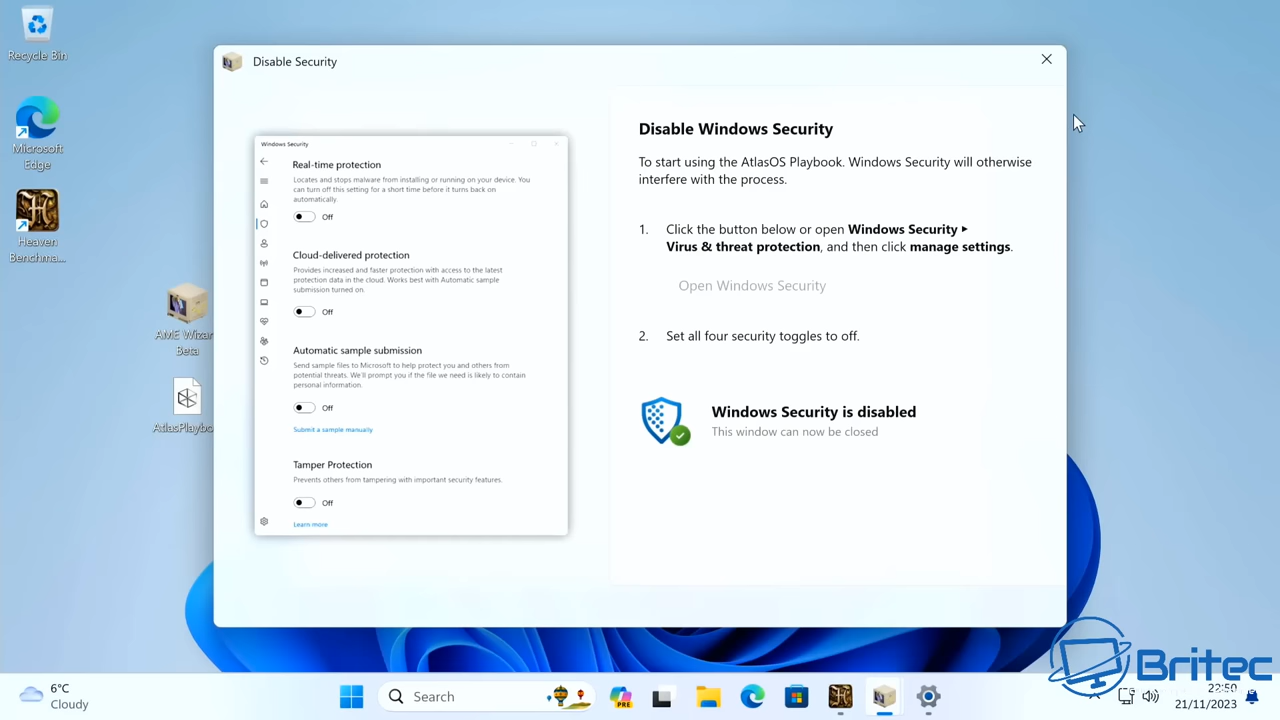 Recycle Bin
Microsoft
Edge
Heaven
Benchma...
AME Wizar
Beta
AtlasPlaybo
Disable Security
Windows Security
Real-time protection
Locates and stops malware from installing or running on your device. You
can turn off this setting for a short time before it turns back on
automatically.
Off
Cloud-delivered protection
Provides increased and faster protection with access to the latest
protection data in the cloud. Works best with Automatic sample
submission turned on.
Off
Automatic sample submission
Send sample files to Microsoft to help protect you and others from
potential threats. We'll prompt you if the file we need is likely to contain
personal information.
Off
Submit a sample manually
Tamper Protection
Prevents others from tampering with important security features.
Off
Learn more
Disable Windows Security
To start using the AtlasOS Playbook. Windows Security will otherwise
interfere with the process.
1. Click the button below or open Windows Security ▸
Virus & threat protection, and then click manage settings.
Open Windows Security
2. Set all four security toggles to off.
Windows Security is disabled
This window can now be closed
6°C
Cloudy
Search
PRE
Britec
22:50
21/11/2023